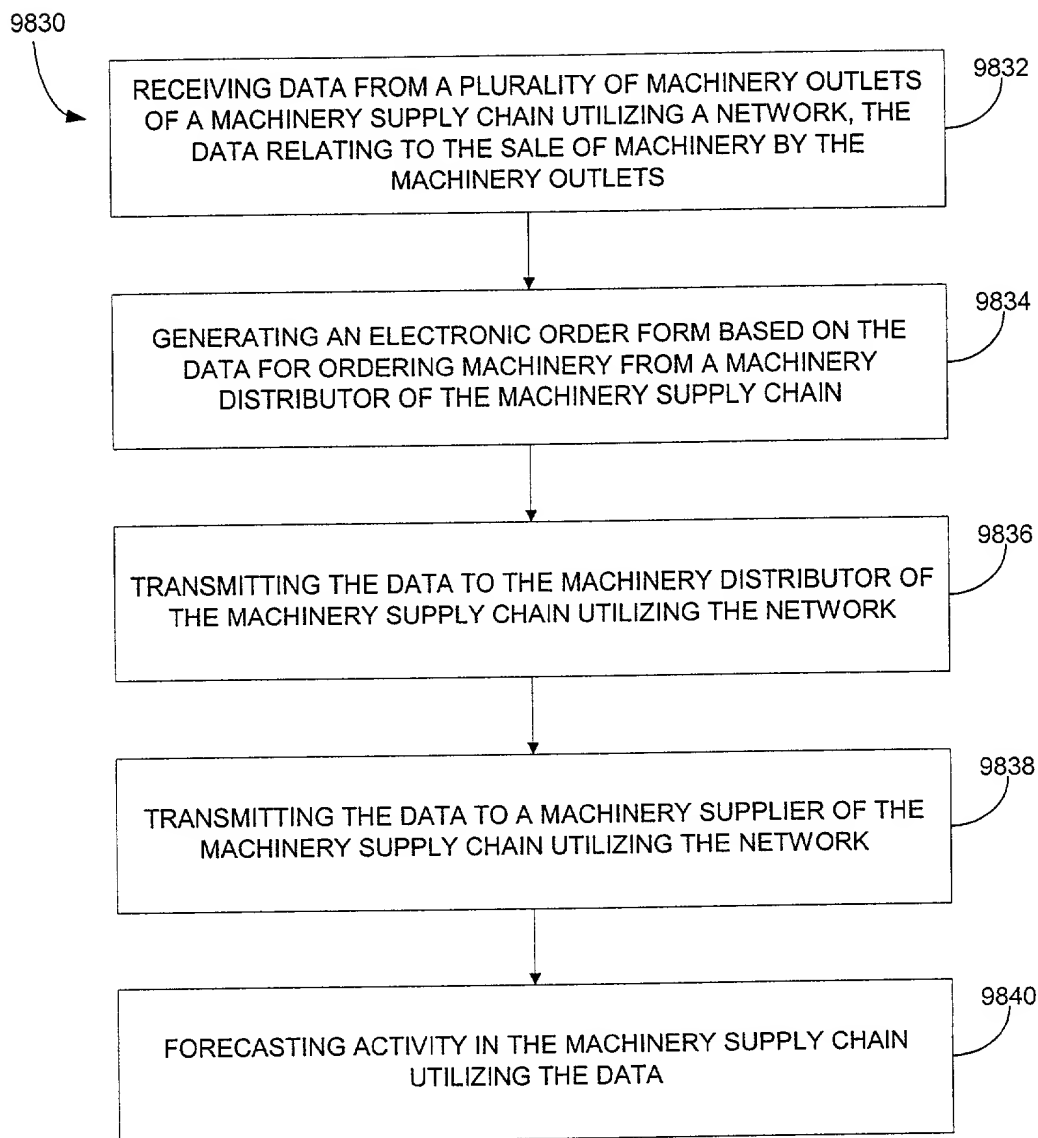 9830
9832
RECEIVING DATA FROM A PLURALITY OF MACHINERY OUTLETS
OF A MACHINERY SUPPLY CHAIN UTILIZING A NETWORK, THE
DATA RELATING TO THE SALE OF MACHINERY BY THE
MACHINERY OUTLETS
9834
GENERATING AN ELECTRONIC ORDER FORM BASED ON THE
DATA FOR ORDERING MACHINERY FROM A MACHINERY
DISTRIBUTOR OF THE MACHINERY SUPPLY CHAIN
9836
TRANSMITTING THE DATA TO THE MACHINERY DISTRIBUTOR OF
THE MACHINERY SUPPLY CHAIN UTILIZING THE NETWORK
9838
TRANSMITTING THE DATA TO A MACHINERY SUPPLIER OF THE
MACHINERY SUPPLY CHAIN UTILIZING THE NETWORK
9840
FORECASTING ACTIVITY IN THE MACHINERY SUPPLY CHAIN
UTILIZING THE DATA